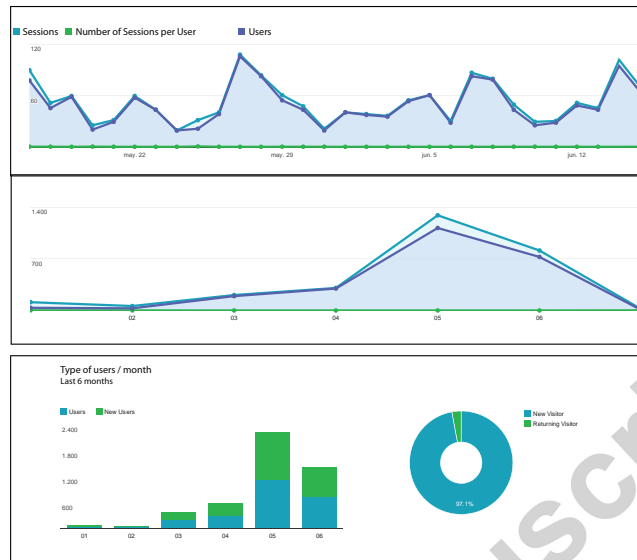 Sessions Number of Sessions per User Users
120
60
may. 22 may. 29 jun. 5 jun. 12
1.400
700
02 03 04 05 06
Type of users / month
Last 6 months
Users New Users
2.400
1.800
1.200
600
01 02 03 04 05 06
New Visitor
Returning Visitor
97.1%
uscri